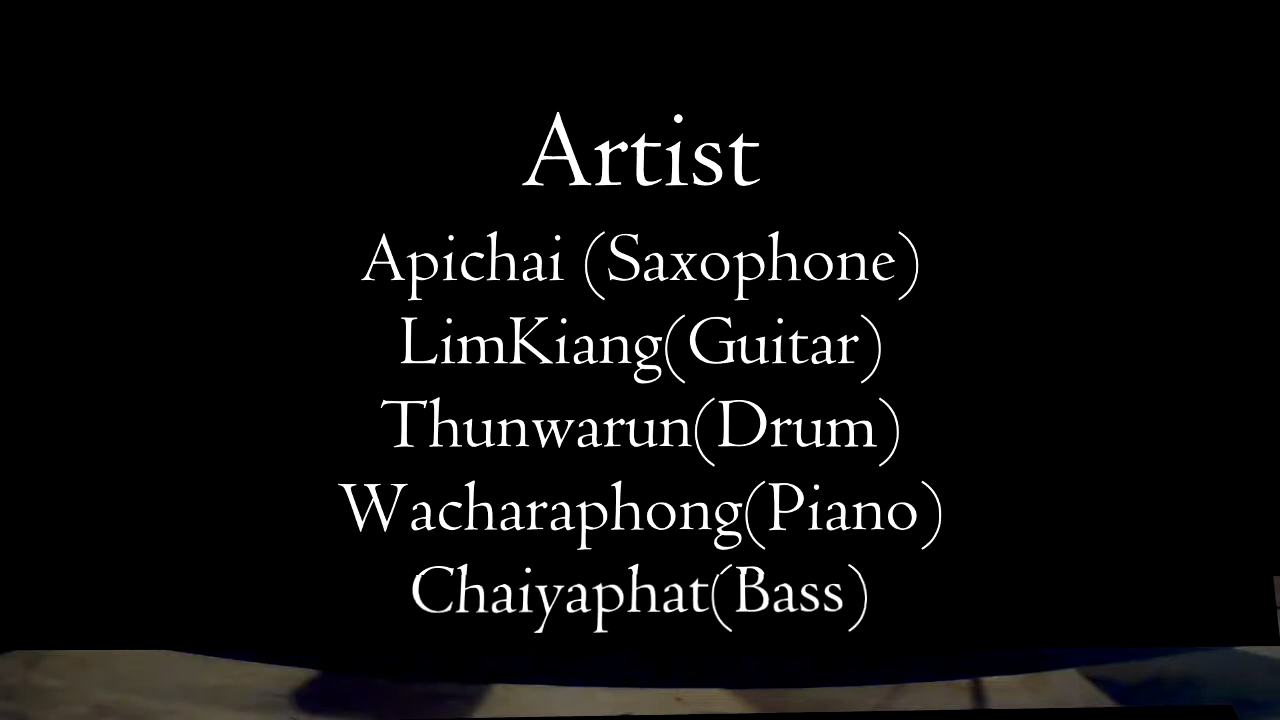 Artist
Apichai (Saxophone)
LimKiang(Guitar)
Thunwarun(Drum)
Wacharaphong(Piano)
Chaiyaphat(Bass)